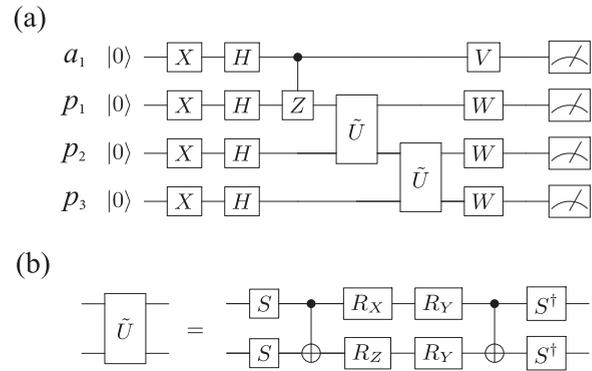 (a)
a₁ |0⟩ X H V
p₁ |0⟩ X H Z Ũ W
p₂ |0⟩ X H Ũ W
p₃ |0⟩ X H W
(b)
Ũ = S R_X R_Y S†
S R_Z R_Y S†